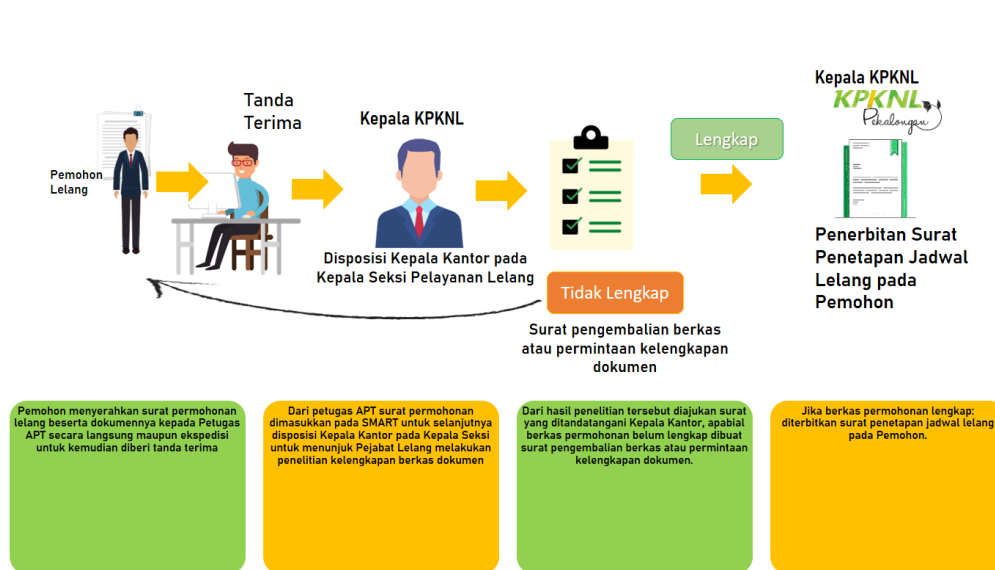 Pemohon
Lelang
Tanda
Terima
Kepala KPKNL
Disposisi Kepala Kantor pada
Kepala Seksi Pelayanan Lelang
Lengkap
Tidak Lengkap
Surat pengembalian berkas
atau permintaan kelengkapan
dokumen
Kepala KPKNL
KPKNL
Pekalongan
Penerbitan Surat
Penetapan Jadwal
Lelang pada
Pemohon
Pemohon menyerahkan surat permohonan
lelang beserta dokumennya kepada Petugas
APT secara langsung maupun ekspedisi
untuk kemudian diberi tanda terima
Dari petugas APT surat permohonan
dimasukkan pada SMART untuk selanjutnya
disposisi Kepala Kantor pada Kepala Seksi
untuk menunjuk Pejabat Lelang melakukan
penelitian kelengkapan berkas dokumen
Dari hasil penelitian tersebut diajukan surat
yang ditandatangani Kepala Kantor, apabial
berkas permohonan belum lengkap dibuat
surat pengembalian berkas atau permintaan
kelengkapan dokumen.
Jika berkas permohonan lengkap:
diterbitkan surat penetapan jadwal lelang
pada Pemohon.